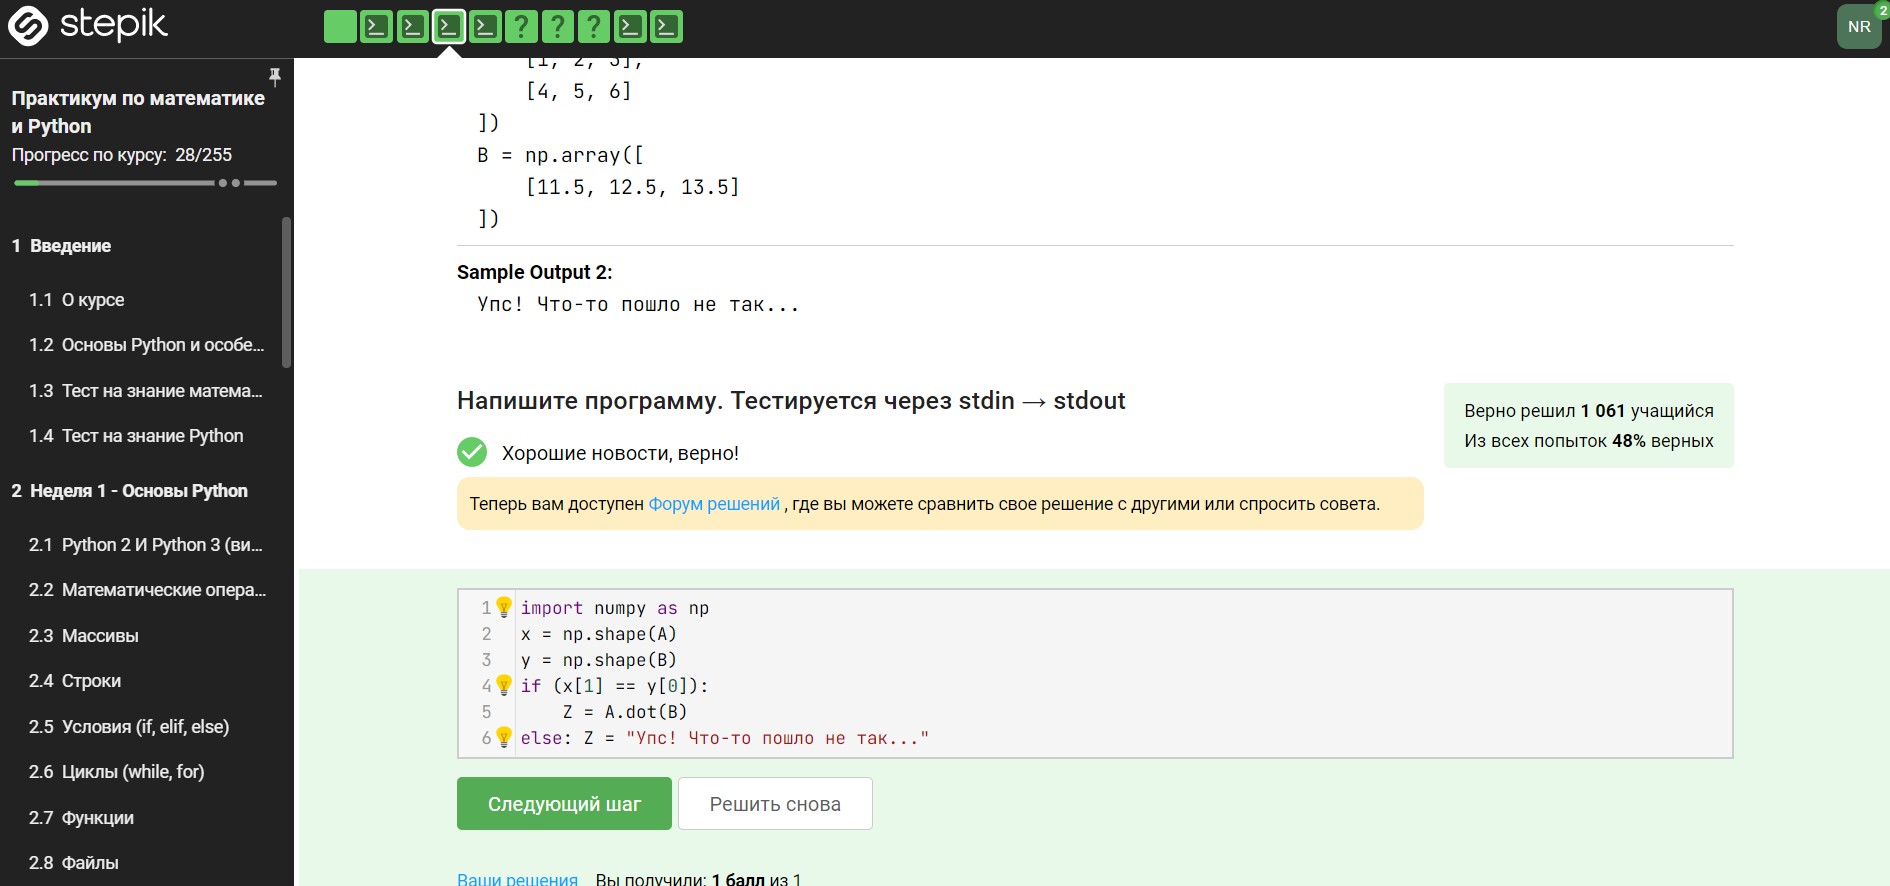 stepik
? ? ?
NR
2
Практикум по математике
и Python
Прогресс по курсу: 28/255
1 Введение
1.1 О курсе
1.2 Основы Python и особе...
1.3 Тест на знание матема...
1.4 Тест на знание Python
2 Неделя 1 - Основы Python
2.1 Python 2 И Python 3 (ви...
2.2 Математические опера...
2.3 Массивы
2.4 Строки
2.5 Условия (if, elif, else)
2.6 Циклы (while, for)
2.7 Функции
2.8 Файлы
[1, 2, 3],
[4, 5, 6]
])
B = np.array([
[11.5, 12.5, 13.5]
])
Sample Output 2:
Упс! Что-то пошло не так...
Напишите программу. Тестируется через stdin → stdout
Верно решил 1 061 учащийся
Из всех попыток 48% верных
Хорошие новости, верно!
Теперь вам доступен Форум решений , где вы можете сравнить свое решение с другими или спросить совета.
1 import numpy as np
2 x = np.shape(A)
3 y = np.shape(B)
4 if (x[1] == y[0]):
5 Z = A.dot(B)
6 else: Z = "Упс! Что-то пошло не так..."
Следующий шаг
Решить снова
Ваши решения Вы получили: 1 балл из 1